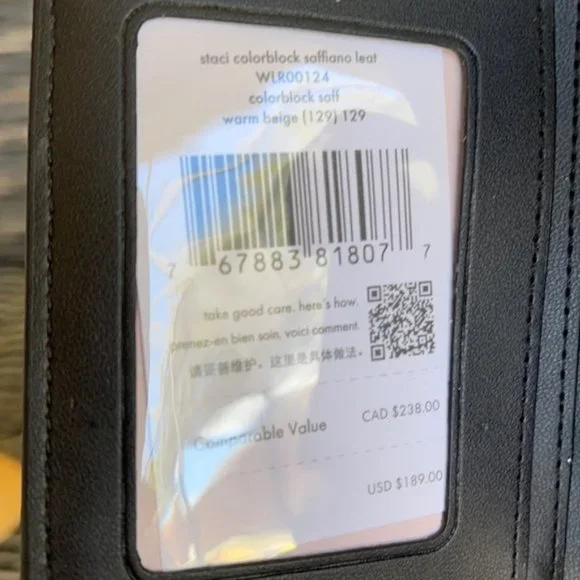 staci colorblock saffiano leat
WLR00124
colorblock saff
warm beige (129) 129
7 67883 81807 7
take good care. here's how.
prenez-en bien soin, voici comment.
请妥善维护。这里是具体做法。
Comparable Value CAD $238.00
USD $189.00